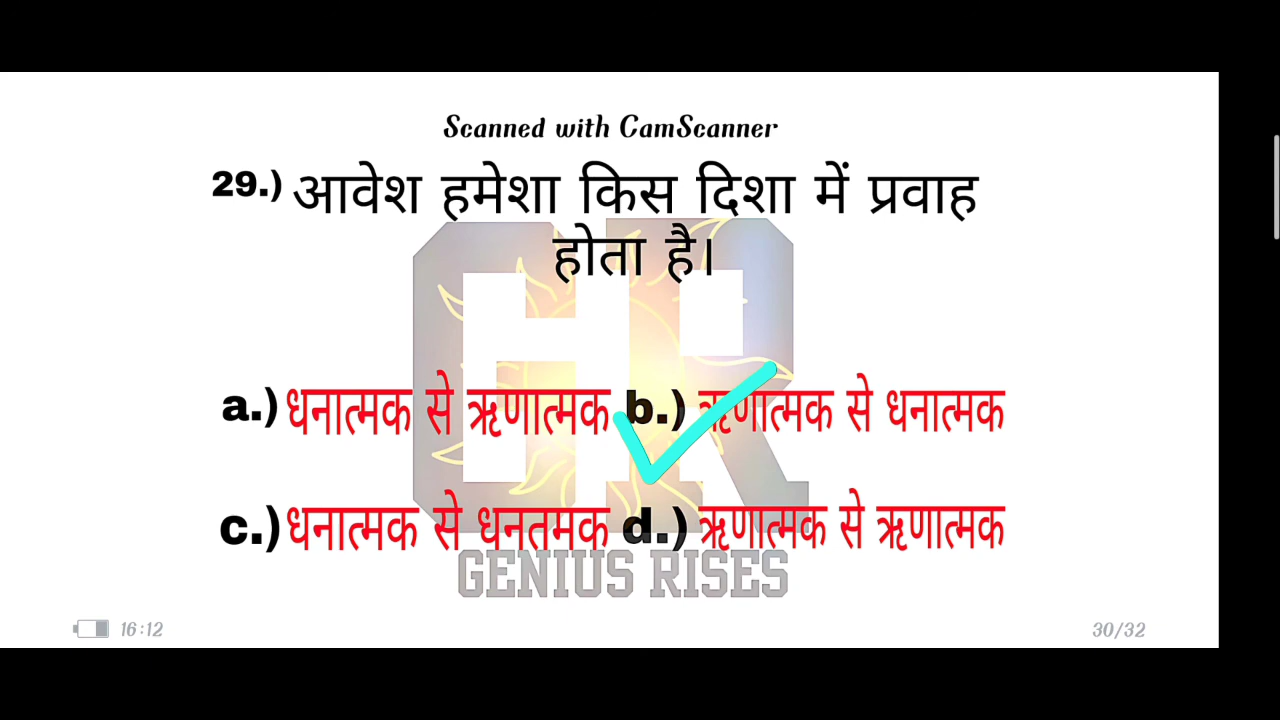 Scanned with CamScanner
29.) आवेश हमेशा किस दिशा में प्रवाह
होता है।
a.) धनात्मक से ऋणात्मक b.) ऋणात्मक से धनात्मक
c.) धनात्मक से धनतमक d.) ऋणात्मक से ऋणात्मक
GR
GENIUS RISES
16:12 30/32